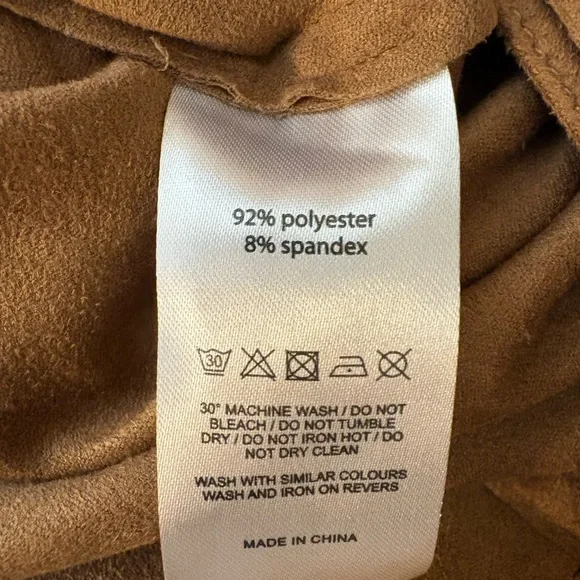 92% polyester
8% spandex
30
30° MACHINE WASH / DO NOT
BLEACH / DO NOT TUMBLE
DRY / DO NOT IRON HOT / DO
NOT DRY CLEAN
WASH WITH SIMILAR COLOURS
WASH AND IRON ON REVERS
MADE IN CHINA